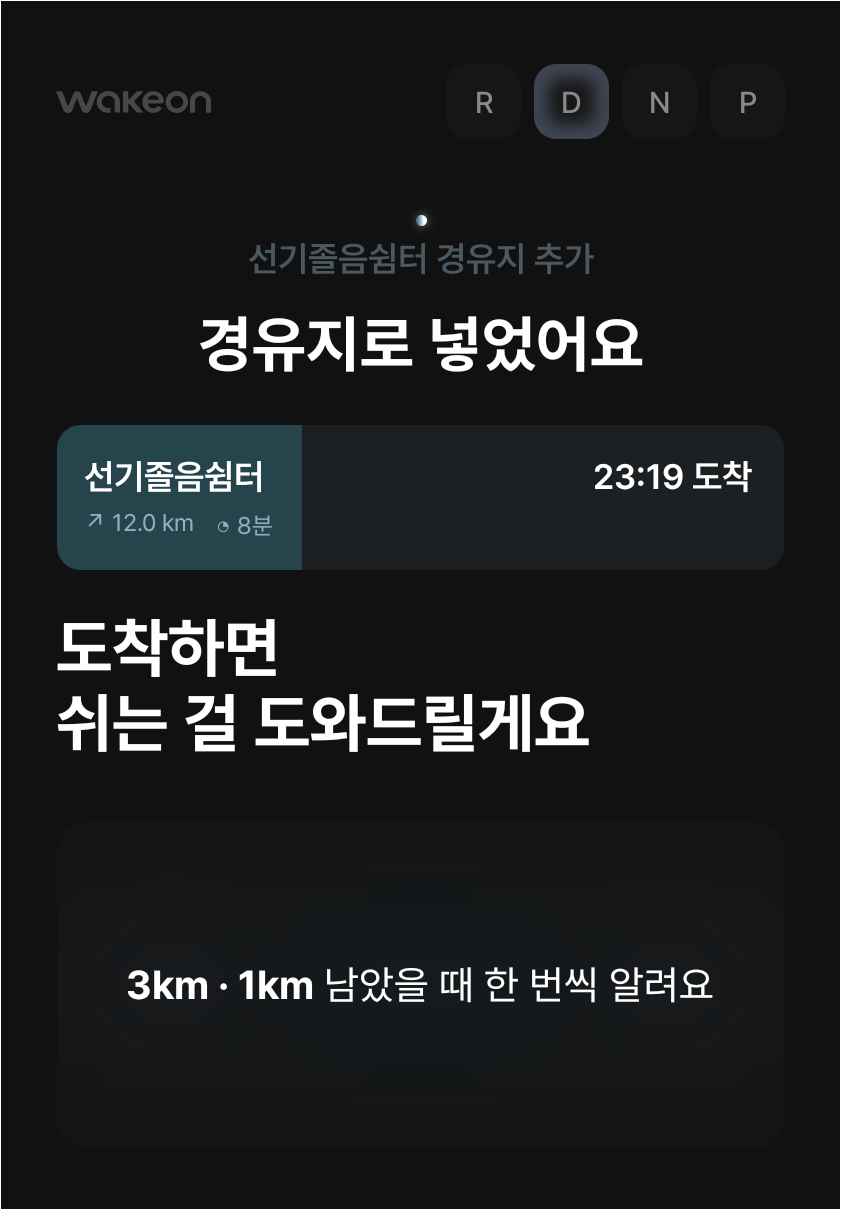 wakeon
R D N P
선기졸음쉼터 경유지 추가
경유지로 넣었어요
선기졸음쉼터 23:19 도착
12.0 km 8분
도착하면
쉬는 걸 도와드릴게요
3km · 1km 남았을 때 한 번씩 알려요